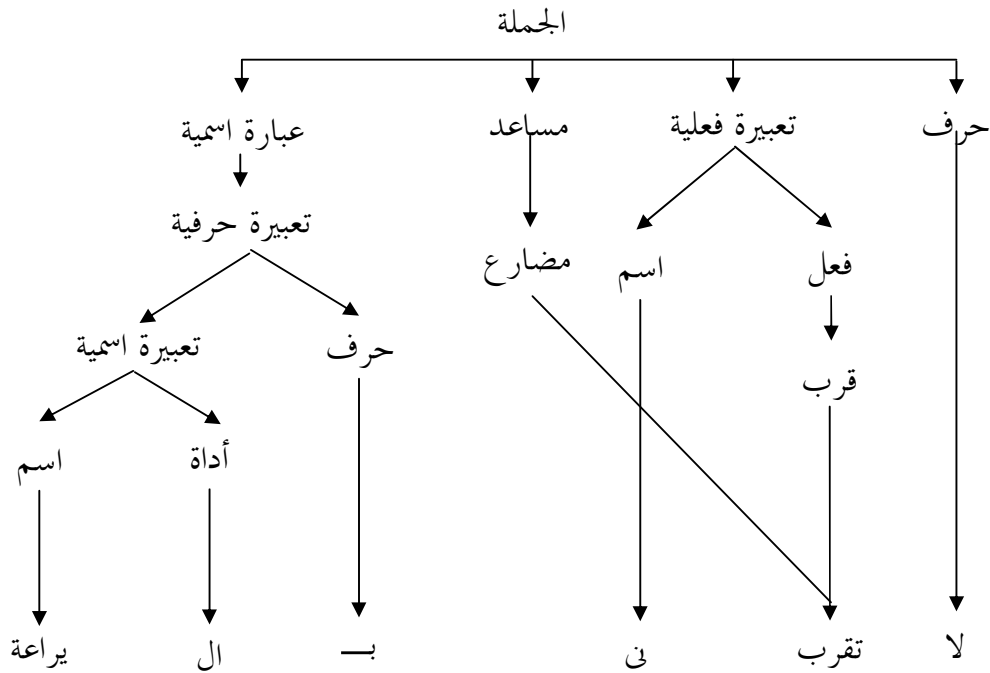 الجملة
حرف تعبيرة فعلية مساعد عبارة اسمية
تعبيرة حرفية
فعل اسم مضارع
حرف تعبيرة اسمية
قرب
أداة اسم
لا تقرب نى بـ ال يراعة